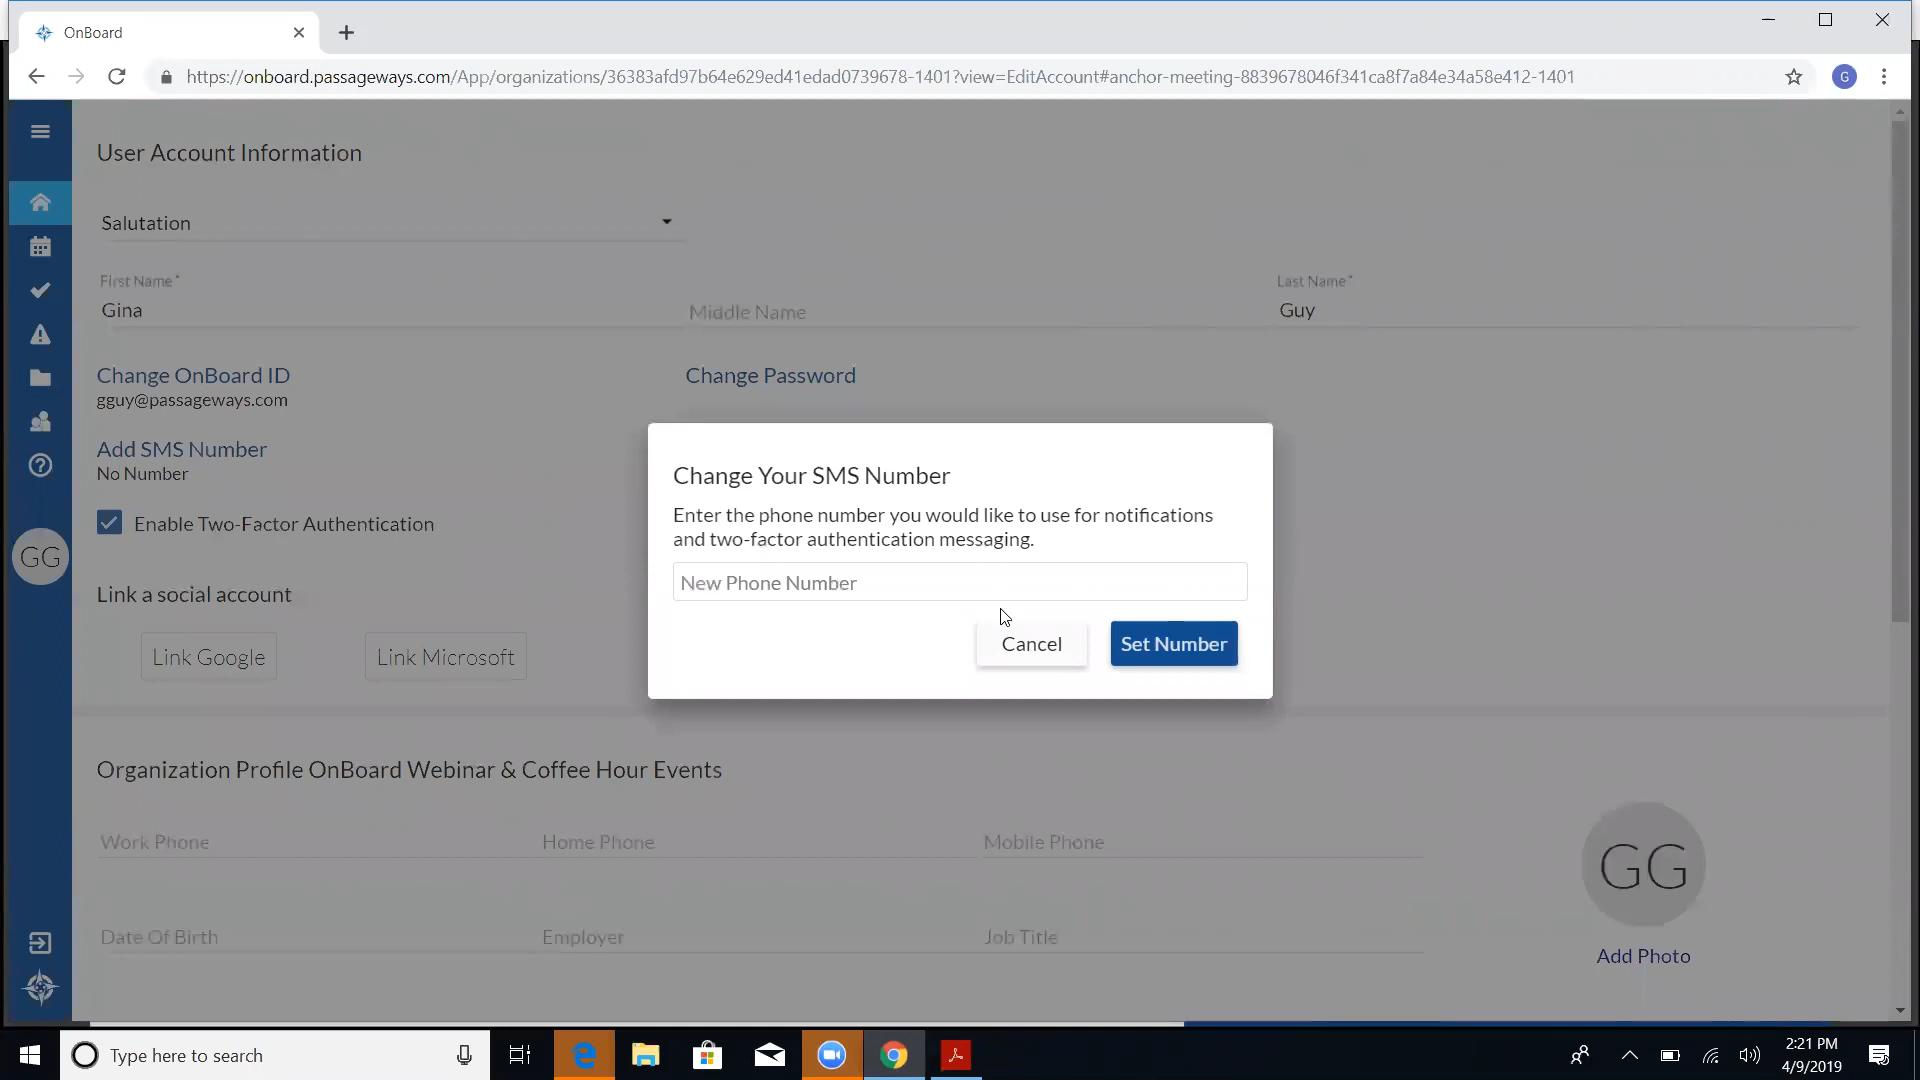 OnBoard
https://onboard.passageways.com/App/organizations/36383afd97b64e629ed41edad0739678-1401?view=EditAccount#anchor-meeting-8839678046f341ca8f7a84e34a58e412-1401
G
User Account Information
Salutation
First Name*
Last Name*
Gina
Middle Name
Guy
Change OnBoard ID
Change Password
gguy@passageways.com
Add SMS Number
No Number
Enable Two-Factor Authentication
GG
Link a social account
Link Google
Link Microsoft
Change Your SMS Number
Enter the phone number you would like to use for notifications
and two-factor authentication messaging.
New Phone Number
Cancel
Set Number
Organization Profile OnBoard Webinar & Coffee Hour Events
Work Phone
Home Phone
Mobile Phone
GG
Date Of Birth
Employer
Job Title
Add Photo
Type here to search
2:21 PM
4/9/2019